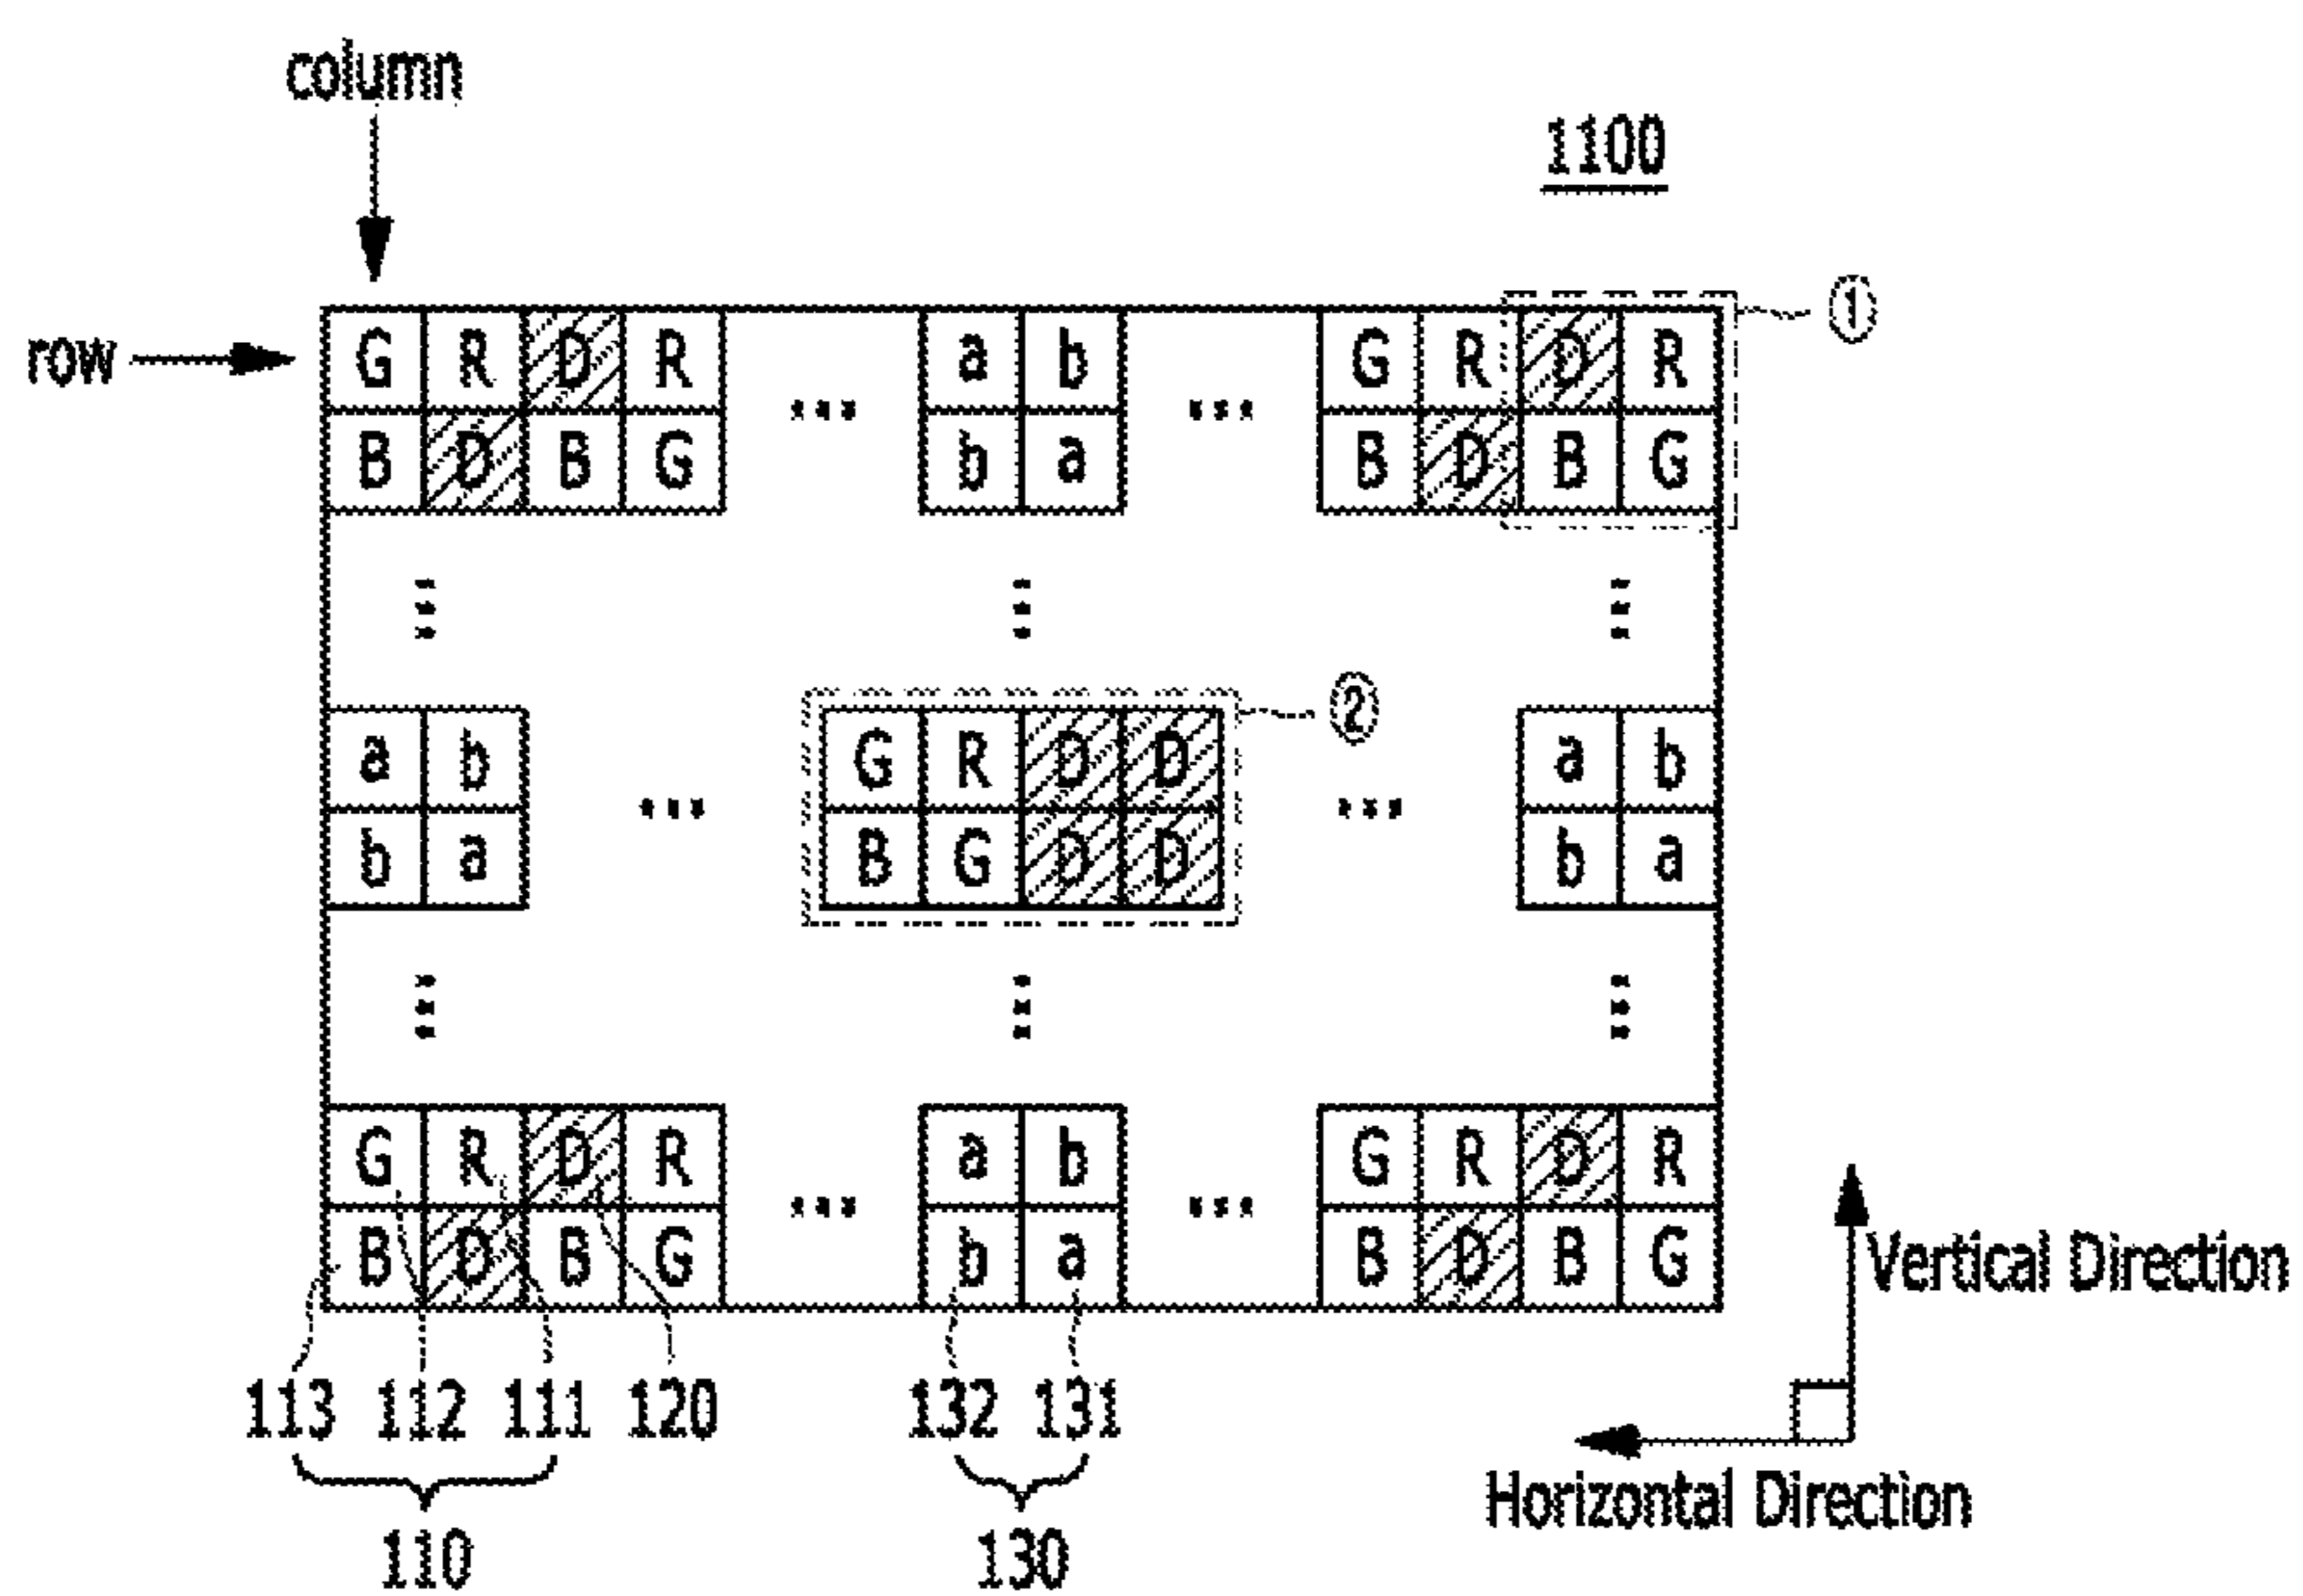 column
1100
①
row G R D R ... a b ... G R D R
B D B G b a B D B G
⋮ ⋮ ⋮
②
a b ... G R D D ... a b
b a B G D D b a
⋮ ⋮ ⋮
G R D R ... a b ... G R D R
B D B G b a B D B G
Vertical Direction
113 112 111 120 132 131
Horizontal Direction
110 130